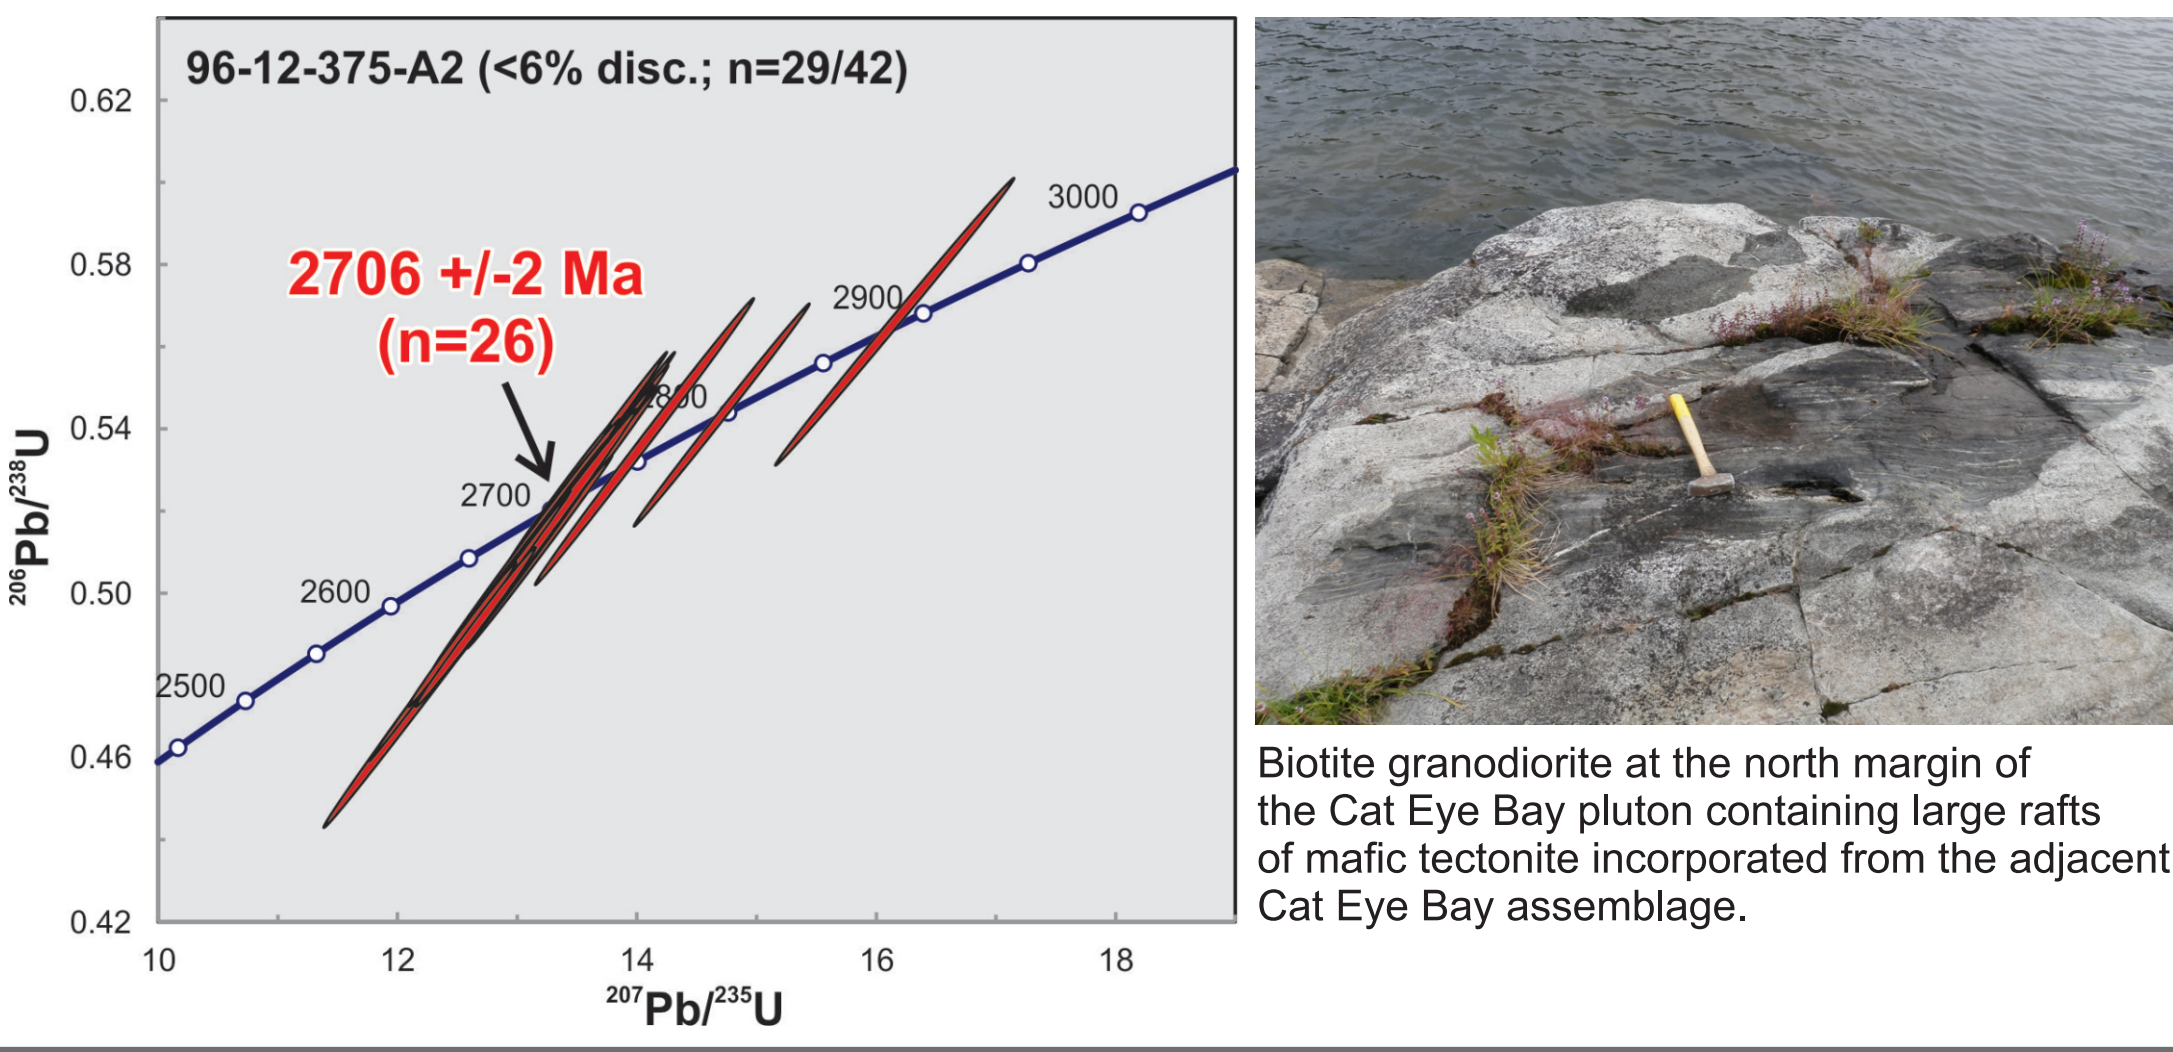 96-12-375-A2 (<6% disc.; n=29/42)
0.62
0.58
0.54
0.50
0.46
0.42
206Pb/238U
3000
2900
2800
2700
2600
2500
2706 +/-2 Ma
(n=26)
10 12 14 16 18
207Pb/235U
Biotite granodiorite at the north margin of
the Cat Eye Bay pluton containing large rafts
of mafic tectonite incorporated from the adjacent
Cat Eye Bay assemblage.